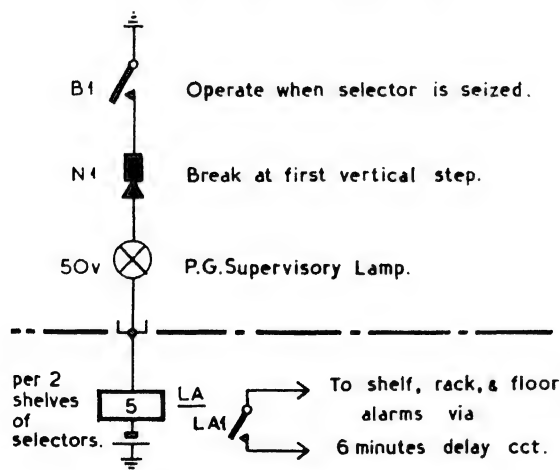 B1 Operate when selector is seized.
N1 Break at first vertical step.
50v P.G. Supervisory Lamp.
per 2
shelves
of
selectors.
5
LA
LA1
To shelf, rack, & floor
alarms via
6 minutes delay cct.